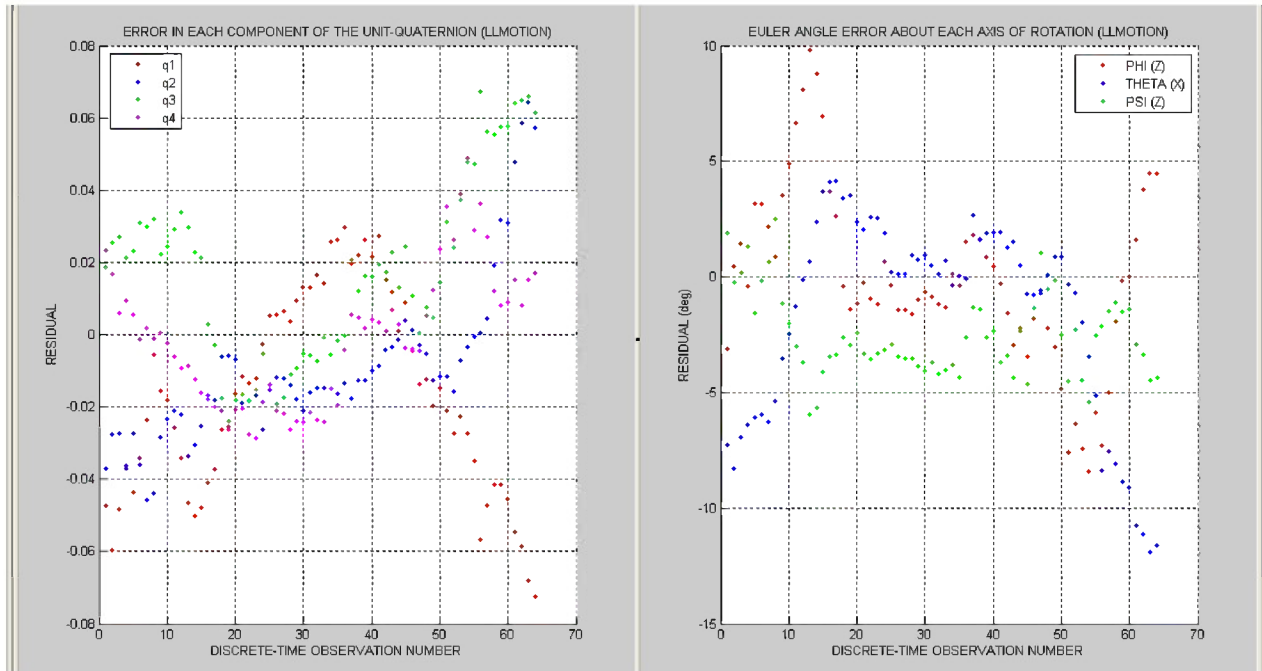 ERROR IN EACH COMPONENT OF THE UNIT-QUATERNION (LLMOTION)
q1
q2
q3
q4
RESIDUAL
0.08
0.06
0.04
0.02
0
-0.02
-0.04
-0.06
-0.08
0 10 20 30 40 50 60 70
DISCRETE-TIME OBSERVATION NUMBER
EULER ANGLE ERROR ABOUT EACH AXIS OF ROTATION (LLMOTION)
PHI (Z)
THETA (X)
PSI (Z)
RESIDUAL (deg)
10
5
0
-5
-10
-15
0 10 20 30 40 50 60 70
DISCRETE-TIME OBSERVATION NUMBER